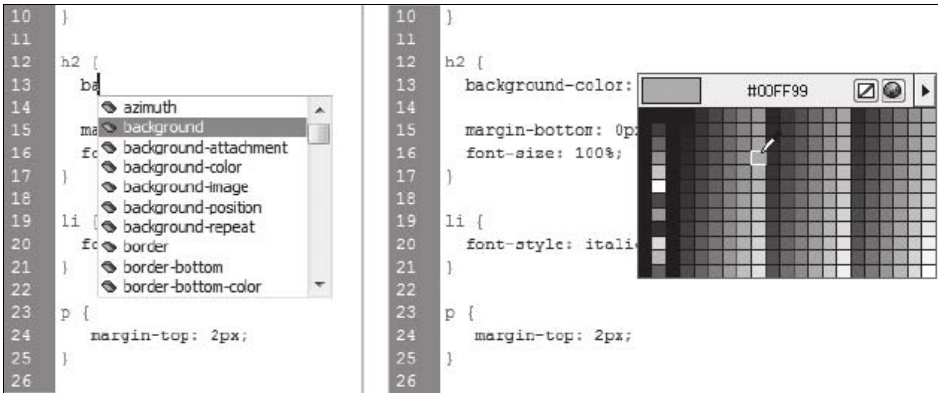 10 }
11
12 h2 {
13 ba
14
15 ma
16 fo
17 }
18
19 li {
20 fo
21 }
22
23 p {
24 margin-top: 2px;
25 }
26
azimuth
background
background-attachment
background-color
background-image
background-position
background-repeat
border
border-bottom
border-bottom-color
10 }
11
12 h2 {
13 background-color:
14
15 margin-bottom: 0px
16 font-size: 100%;
17 }
18
19 li {
20 font-style: itali
21 }
22
23 p {
24 margin-top: 2px;
25 }
26
#00FF99